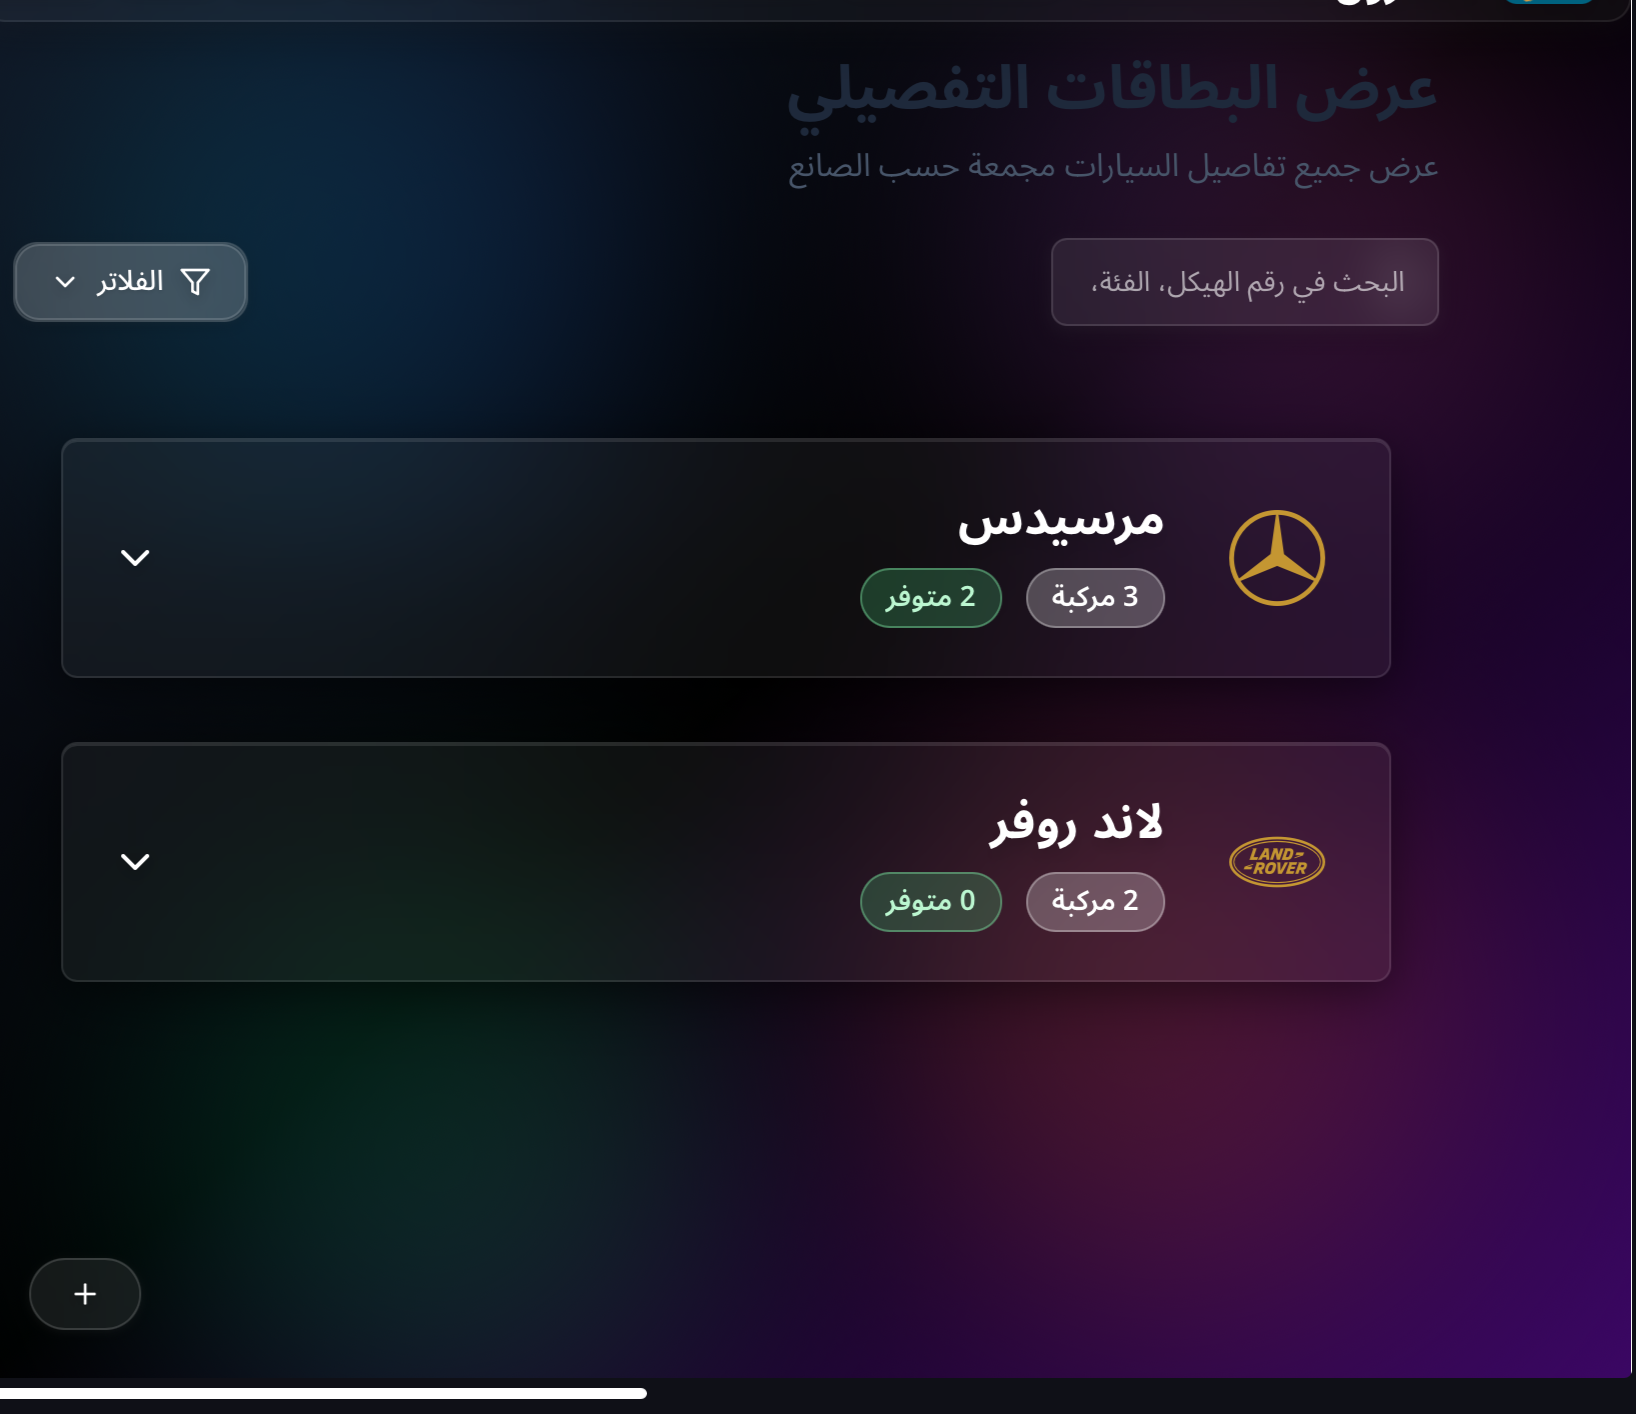 عرض البطاقات التفصيلي
عرض جميع تفاصيل السيارات مجمعة حسب الصانع
البحث في رقم الهيكل، الفئة،
الفلاتر
مرسيدس
3 مركبة
2 متوفر
لاند روفر
LAND
ROVER
2 مركبة
0 متوفر